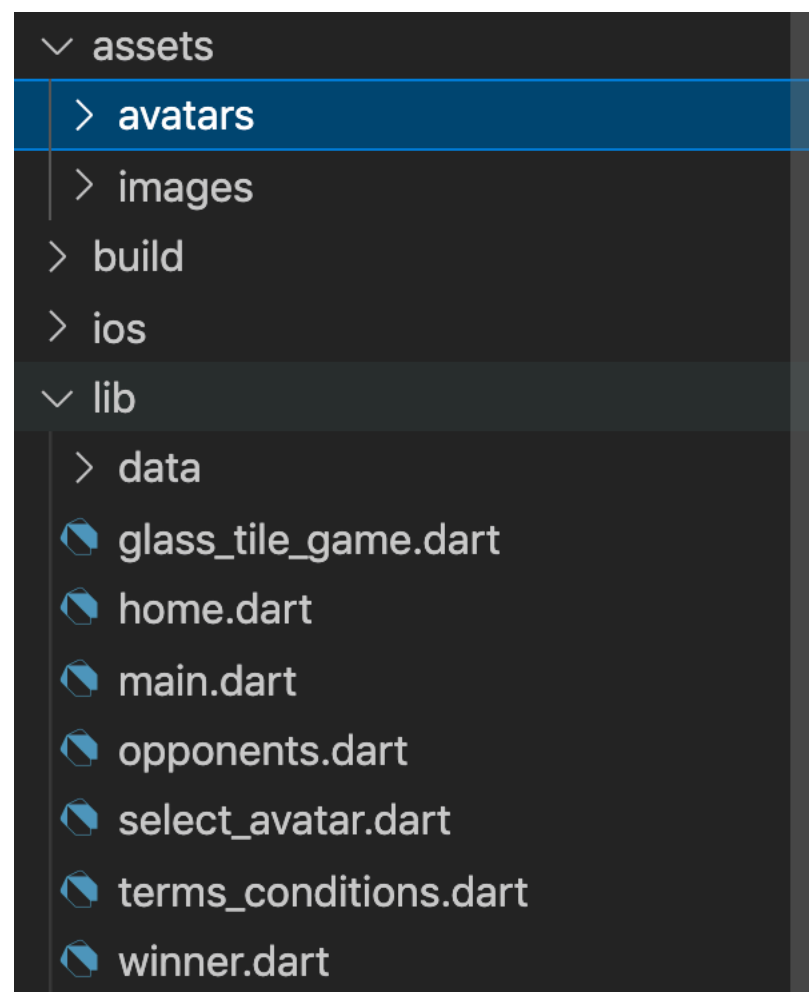 assets
avatars
images
build
ios
lib
data
glass_tile_game.dart
home.dart
main.dart
opponents.dart
select_avatar.dart
terms_conditions.dart
winner.dart